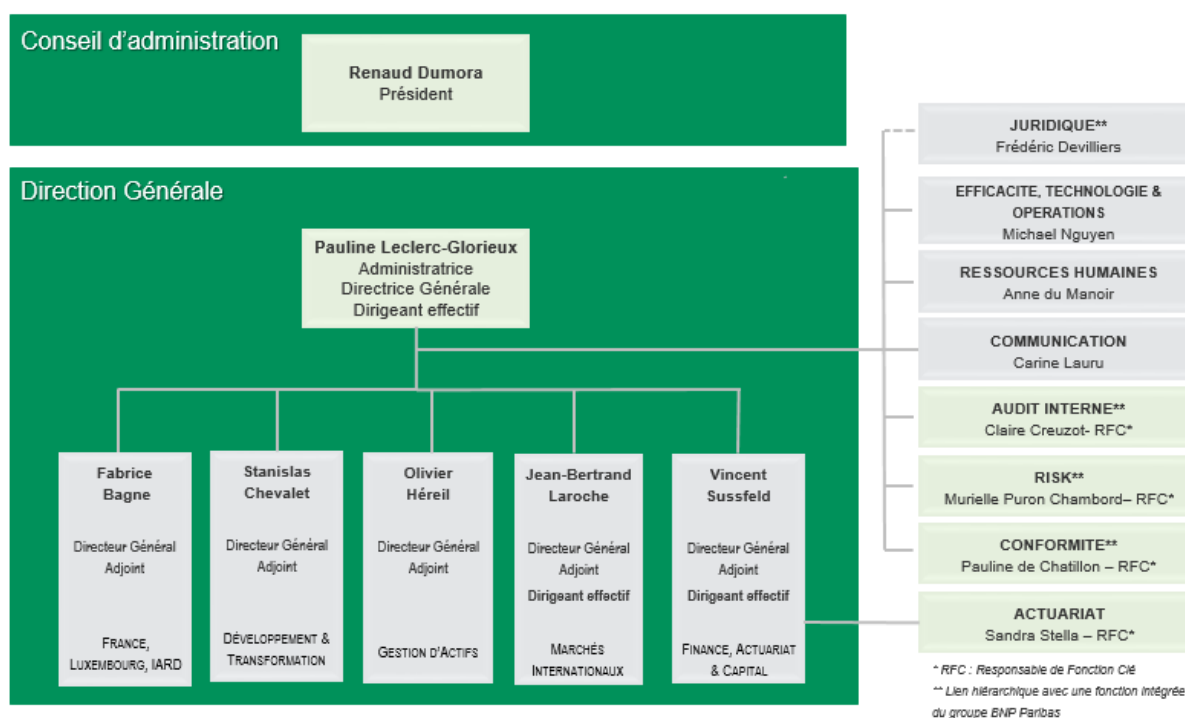 Conseil d'administration
Renaud Dumora
Président
Direction Générale
Pauline Leclerc-Glorieux
Administratrice
Directrice Générale
Dirigeant effectif
Fabrice
Bagne
Directeur Général
Adjoint
FRANCE,
LUXEMBOURG, IARD
Stanislas
Chevalet
Directeur Général
Adjoint
DÉVELOPPEMENT &
TRANSFORMATION
Olivier
Héreil
Directeur Général
Adjoint
GESTION D'ACTIFS
Jean-Bertrand
Laroche
Directeur Général
Adjoint
Dirigeant effectif
MARCHÉS
INTERNATIONAUX
Vincent
Sussfeld
Directeur Général
Adjoint
Dirigeant effectif
FINANCE, ACTUARIAT
& CAPITAL
JURIDIQUE**
Frédéric Devilliers
EFFICACITE, TECHNOLOGIE &
OPERATIONS
Michael Nguyen
RESSOURCES HUMAINES
Anne du Manoir
COMMUNICATION
Carine Lauru
AUDIT INTERNE**
Claire Creuzot- RFC*
RISK**
Murielle Puron Chambord– RFC*
CONFORMITE**
Pauline de Chatillon – RFC*
ACTUARIAT
Sandra Stella – RFC*
* RFC : Responsable de Fonction Clé
** Lien hiérarchique avec une fonction intégrée
du groupe BNP Paribas